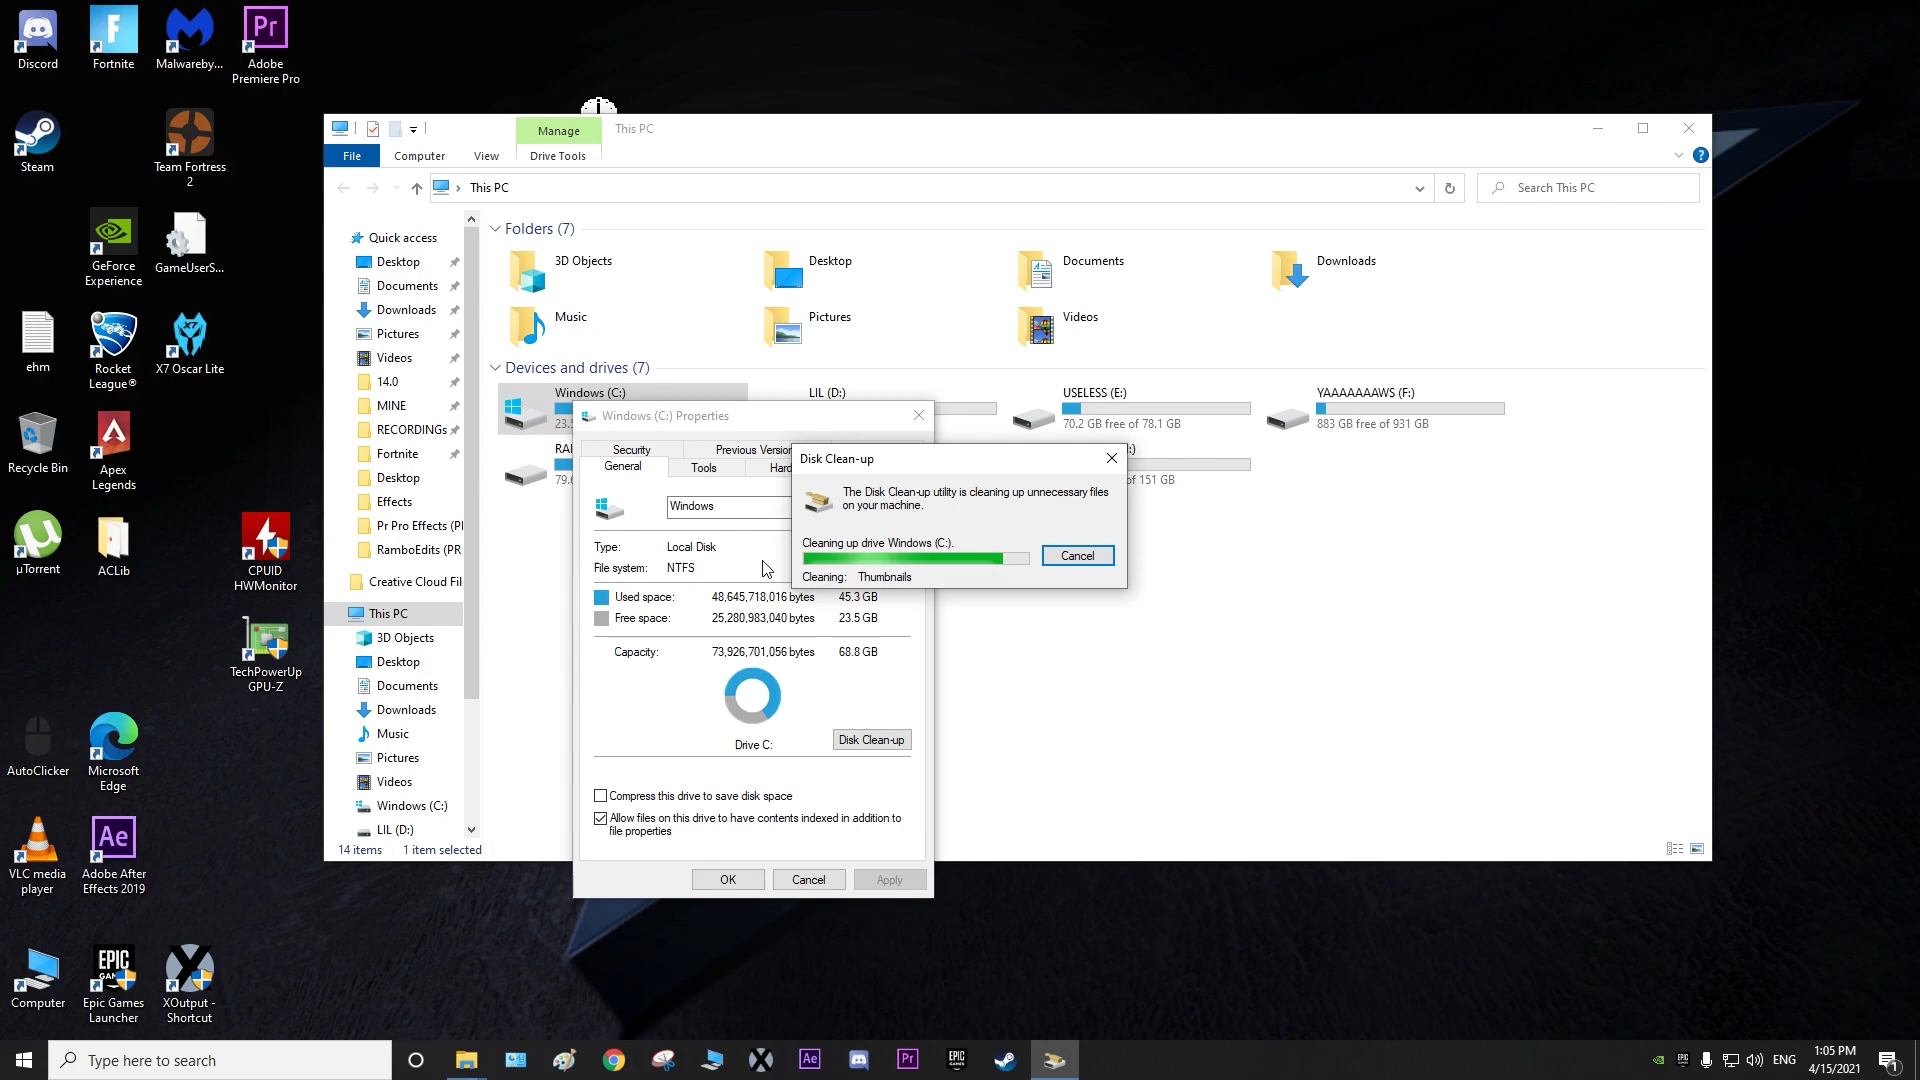 Discord
Fortnite
Malwareby...
Adobe
Premiere Pro
Steam
Team Fortress
2
GeForce
Experience
GameUserS...
ehm
Rocket
League®
X7 Oscar Lite
Recycle Bin
Apex
Legends
µTorrent
ACLib
CPUID
HWMonitor
TechPowerUp
GPU-Z
AutoClicker
Microsoft
Edge
VLC media
player
Adobe After
Effects 2019
Computer
Epic Games
Launcher
XOutput -
Shortcut
Manage
This PC
File
Computer
View
Drive Tools
This PC
Search This PC
Quick access
Desktop
Documents
Downloads
Pictures
Videos
14.0
MINE
RECORDINGs
Fortnite
Desktop
Effects
Pr Pro Effects (P
RamboEdits (PR
Creative Cloud Fil
This PC
3D Objects
Desktop
Documents
Downloads
Music
Pictures
Videos
Windows (C:)
LIL (D:)
14 items
1 item selected
Folders (7)
3D Objects
Desktop
Documents
Downloads
Music
Pictures
Videos
Devices and drives (7)
Windows (C:)
23.5
LIL (D:)
USELESS (E:)
70.2 GB free of 78.1 GB
YAAAAAAAWS (F:)
883 GB free of 931 GB
RA
79.6
:)
of 151 GB
Windows (C:) Properties
Security
Previous Version
General
Tools
Hard
Windows
Type:
Local Disk
File system:
NTFS
Used space:
48,645,718,016 bytes
45.3 GB
Free space:
25,280,983,040 bytes
23.5 GB
Capacity:
73,926,701,056 bytes
68.8 GB
Drive C:
Disk Clean-up
Compress this drive to save disk space
Allow files on this drive to have contents indexed in addition to
file properties
OK
Cancel
Apply
Disk Clean-up
The Disk Clean-up utility is cleaning up unnecessary files
on your machine.
Cleaning up drive Windows (C:).
Cancel
Cleaning: Thumbnails
Type here to search
ENG
1:05 PM
4/15/2021